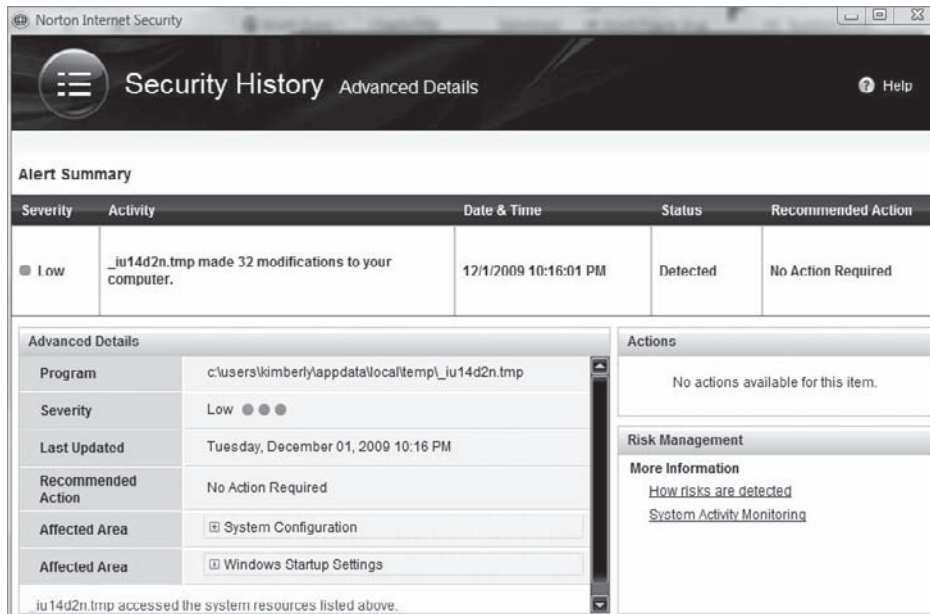 Norton Internet Security
Security History Advanced Details
Help
Alert Summary
Severity Activity Date & Time Status Recommended Action
Low _iu14d2n.tmp made 32 modifications to your computer. 12/1/2009 10:16:01 PM Detected No Action Required
Advanced Details
Program c:\users\kimberly\appdata\local\temp\_iu14d2n.tmp
Severity Low
Last Updated Tuesday, December 01, 2009 10:16 PM
Recommended Action No Action Required
Affected Area System Configuration
Affected Area Windows Startup Settings
_iu14d2n.tmp accessed the system resources listed above.
Actions
No actions available for this item.
Risk Management
More Information
How risks are detected
System Activity Monitoring